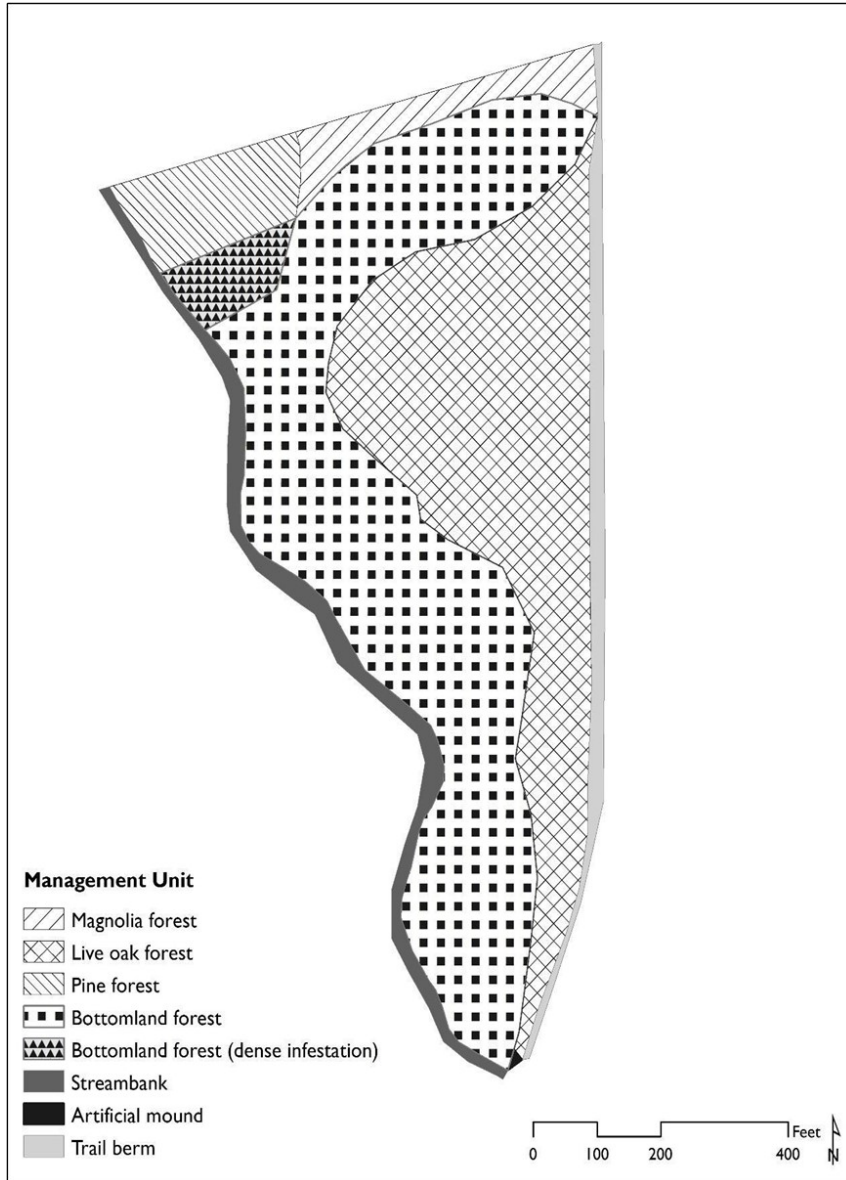 Management Unit
Magnolia forest
Live oak forest
Pine forest
Bottomland forest
Bottomland forest (dense infestation)
Streambank
Artificial mound
Trail berm
Feet
0 100 200 400
N